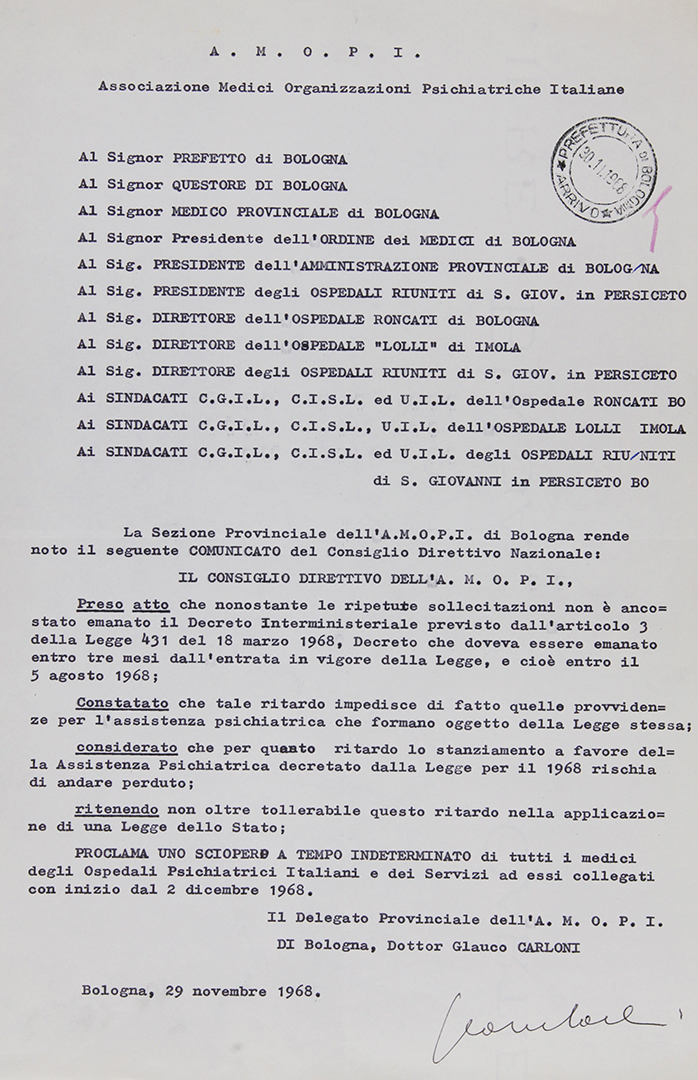 A. M. O. P. I.
Associazione Medici Organizzazioni Psichiatriche Italiane
PREFETTURA DI BOLOGNA
30.11.1968
ARRIVO
Al Signor PREFETTO di BOLOGNA
Al Signor QUESTORE DI BOLOGNA
Al Signor MEDICO PROVINCIALE di BOLOGNA
Al Signor Presidente dell'ORDINE dei MEDICI di BOLOGNA
Al Sig. PRESIDENTE dell'AMMINISTRAZIONE PROVINCIALE di BOLOG/NA
Al Sig. PRESIDENTE degli OSPEDALI RIUNITI di S. GIOV. in PERSICETO
Al Sig. DIRETTORE dell'OSPEDALE RONCATI di BOLOGNA
Al Sig. DIRETTORE dell'OSPEDALE "LOLLI" di IMOLA
Al Sig. DIRETTORE degli OSPEDALI RIUNITI di S. GIOV. in PERSICETO
Ai SINDACATI C.G.I.L., C.I.S.L. ed U.I.L. dell'Ospedale RONCATI BO
Ai SINDACATI C.G.I.L., C.I.S.L., U.I.L. dell'OSPEDALE LOLLI IMOLA
Ai SINDACATI C.G.I.L., C.I.S.L. ed U.I.L. degli OSPEDALI RIU/NITI
di S. GIOVANNI in PERSICETO BO
La Sezione Provinciale dell'A.M.O.P.I. di Bologna rende
noto il seguente COMUNICATO del Consiglio Direttivo Nazionale:
IL CONSIGLIO DIRETTIVO DELL'A. M. O. P. I.,
Preso atto che nonostante le ripetute sollecitazioni non è anco=
stato emanato il Decreto Interministeriale previsto dall'articolo 3
della Legge 431 del 18 marzo 1968, Decreto che doveva essere emanato
entro tre mesi dall'entrata in vigore della Legge, e cioè entro il
5 agosto 1968;
Constatato che tale ritardo impedisce di fatto quelle provviden=
ze per l'assistenza psichiatrica che formano oggetto della Legge stessa;
considerato che per quanto ritardo lo stanziamento a favore del=
la Assistenza Psichiatrica decretato dalla Legge per il 1968 rischia
di andare perduto;
ritenendo non oltre tollerabile questo ritardo nella applicazio=
ne di una Legge dello Stato;
PROCLAMA UNO SCIOPERO A TEMPO INDETERMINATO di tutti i medici
degli Ospedali Psichiatrici Italiani e dei Servizi ad essi collegati
con inizio dal 2 dicembre 1968.
Il Delegato Provinciale dell'A. M. O. P. I.
DI Bologna, Dottor Glauco CARLONI
Bologna, 29 novembre 1968.